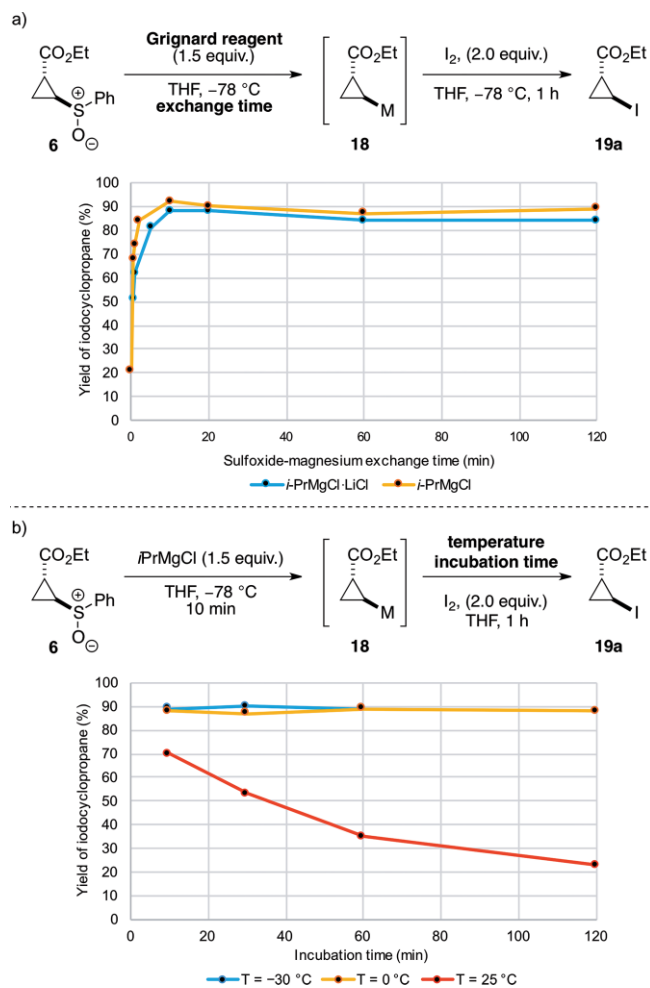 a)
CO₂Et
Ph
S
⊕
O
⊖
6
Grignard reagent
(1.5 equiv.)
THF, −78 °C
exchange time
CO₂Et
M
18
I₂, (2.0 equiv.)
THF, −78 °C, 1 h
CO₂Et
I
19a
Yield of iodocyclopropane (%)
100
90
80
70
60
50
40
30
20
10
0
0 20 40 60 80 100 120
Sulfoxide-magnesium exchange time (min)
i-PrMgCl·LiCl i-PrMgCl
b)
CO₂Et
Ph
S
⊕
O
⊖
6
iPrMgCl (1.5 equiv.)
THF, −78 °C
10 min
CO₂Et
M
18
temperature
incubation time
I₂, (2.0 equiv.)
THF, 1 h
CO₂Et
I
19a
Yield of iodocyclopropane (%)
100
90
80
70
60
50
40
30
20
10
0
0 20 40 60 80 100 120
Incubation time (min)
T = −30 °C T = 0 °C T = 25 °C